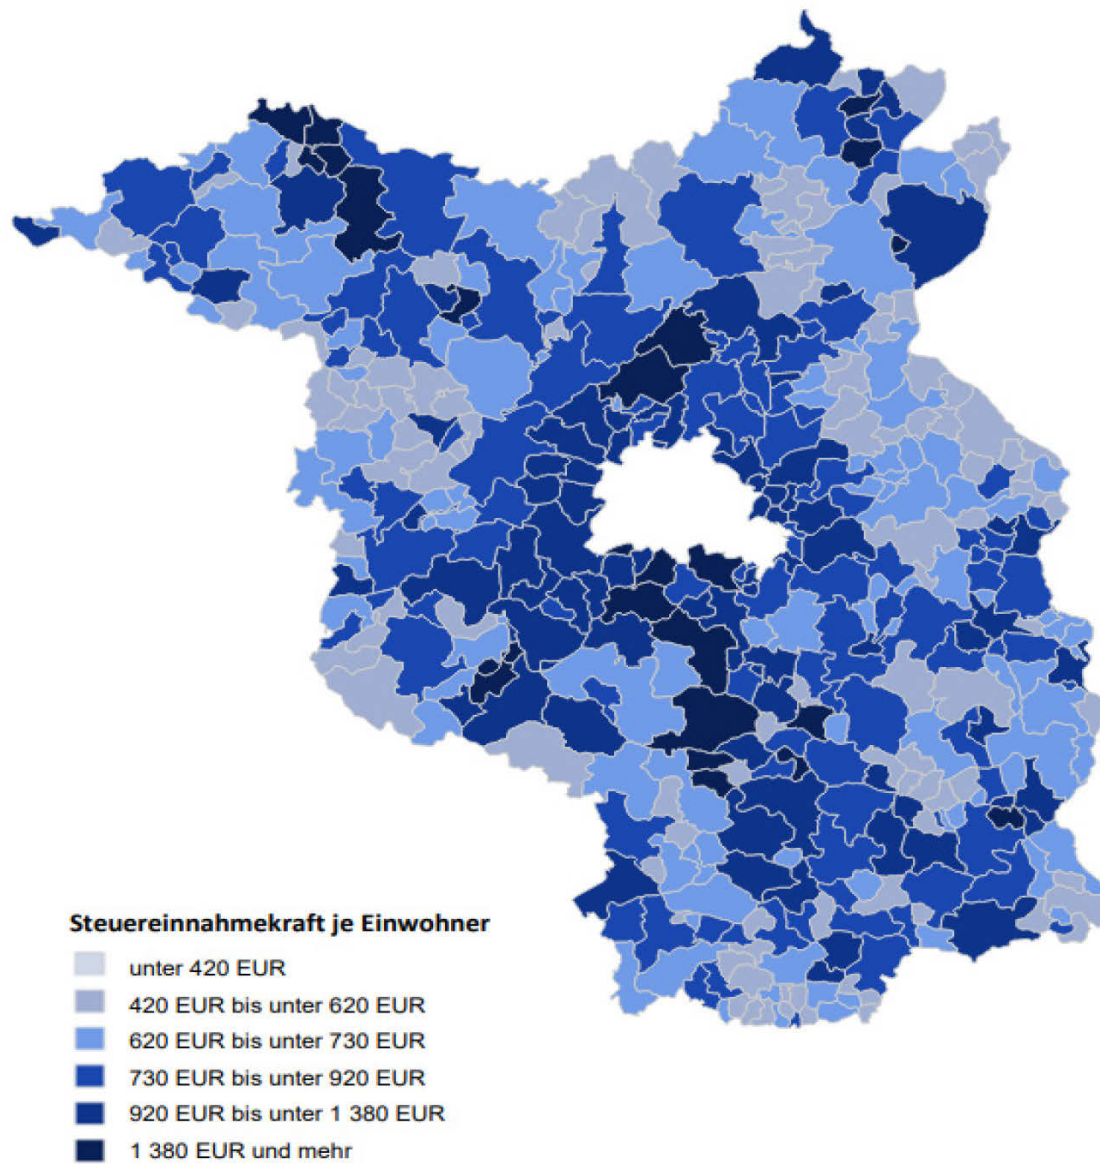 Steuereinnahmekraft je Einwohner
unter 420 EUR
420 EUR bis unter 620 EUR
620 EUR bis unter 730 EUR
730 EUR bis unter 920 EUR
920 EUR bis unter 1 380 EUR
1 380 EUR und mehr